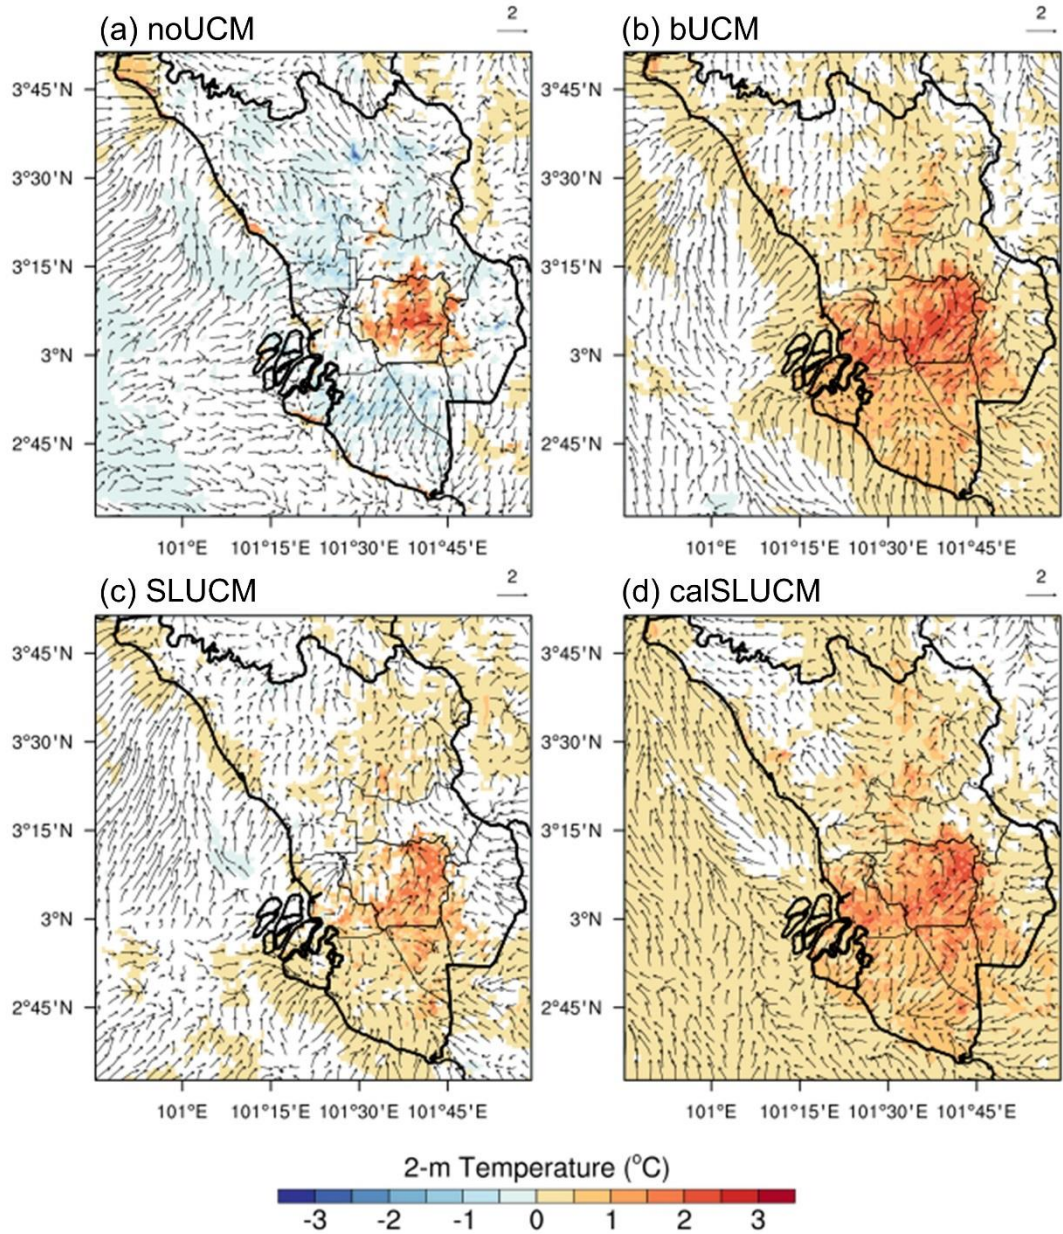 (a) noUCM
2
(b) bUCM
2
3°45'N
3°30'N
3°15'N
3°N
2°45'N
3°45'N
3°30'N
3°15'N
3°N
2°45'N
101°E 101°15'E 101°30'E 101°45'E
101°E 101°15'E 101°30'E 101°45'E
(c) SLUCM
2
(d) calSLUCM
2
3°45'N
3°30'N
3°15'N
3°N
2°45'N
3°45'N
3°30'N
3°15'N
3°N
2°45'N
101°E 101°15'E 101°30'E 101°45'E
101°E 101°15'E 101°30'E 101°45'E
2-m Temperature (°C)
-3 -2 -1 0 1 2 3